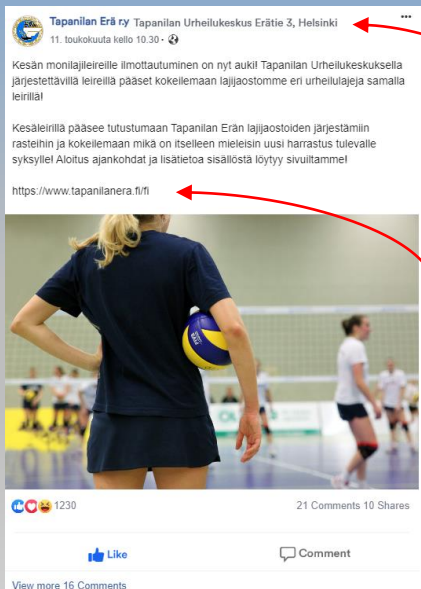 Tapanilan Erä r.y Tapanilan Urheilukeskus Erätie 3, Helsinki
11. toukokuuta kello 10.30 ·
Kesän monilajileireille ilmottautuminen on nyt auki! Tapanilan Urheilukeskuksella
järjestettävillä leireillä pääset kokeilemaan lajijaostomme eri urheilulajeja samalla
leirillä!
Kesäleirillä pääsee tutustumaan Tapanilan Erän lajijaostoiden järjestämiin
rasteihin ja kokeilemaan mikä on itselleen mieleisin uusi harrastus tulevalle
syksylle! Aloitus ajankohdat ja lisätietoa sisällöstä löytyy sivuiltamme!
https://www.tapanilanera.fi/fi
1230
21 Comments 10 Shares
Like
Comment
View more 16 Comments